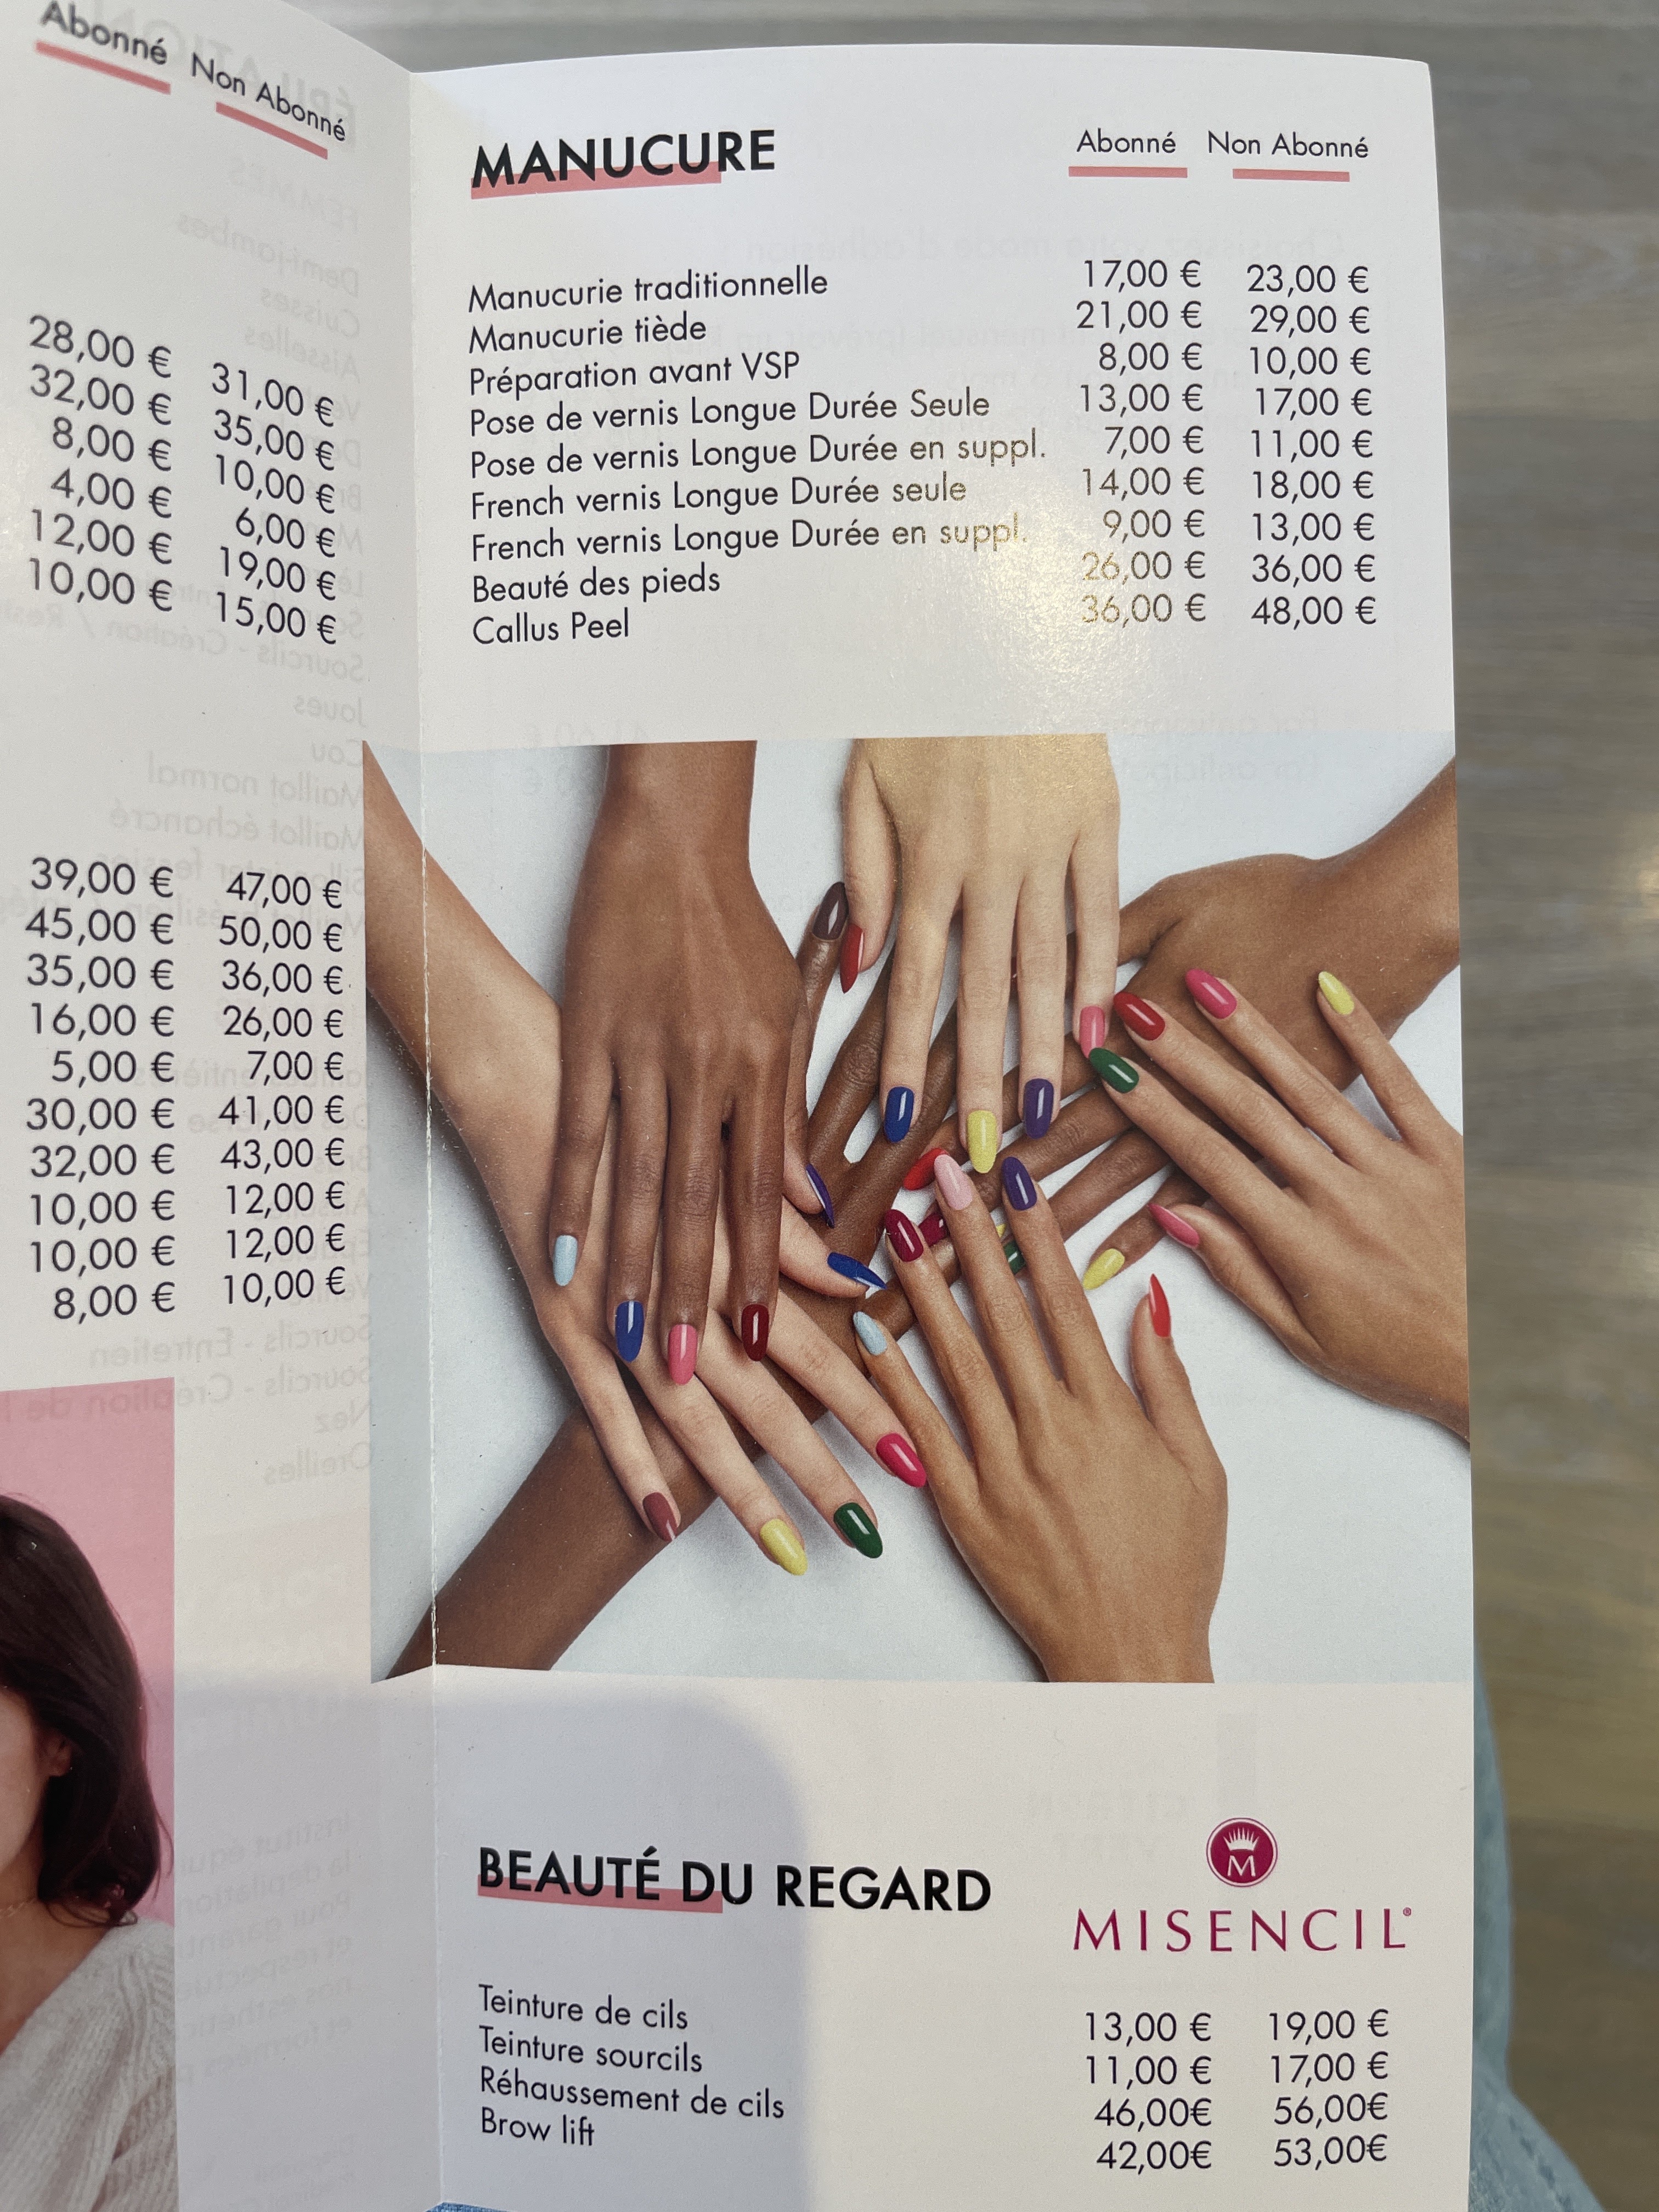 Abonné Non Abonné
28,00 € 31,00 €
32,00 € 35,00 €
8,00 € 10,00 €
4,00 € 6,00 €
12,00 € 19,00 €
10,00 € 15,00 €
39,00 € 47,00 €
45,00 € 50,00 €
35,00 € 36,00 €
16,00 € 26,00 €
5,00 € 7,00 €
30,00 € 41,00 €
32,00 € 43,00 €
10,00 € 12,00 €
10,00 € 12,00 €
8,00 € 10,00 €
MANUCURE Abonné Non Abonné
Manucurie traditionnelle 17,00 € 23,00 €
Manucurie tiède 21,00 € 29,00 €
Préparation avant VSP 8,00 € 10,00 €
Pose de vernis Longue Durée Seule 13,00 € 17,00 €
Pose de vernis Longue Durée en suppl. 7,00 € 11,00 €
French vernis Longue Durée seule 14,00 € 18,00 €
French vernis Longue Durée en suppl. 9,00 € 13,00 €
Beauté des pieds 26,00 € 36,00 €
Callus Peel 36,00 € 48,00 €
BEAUTÉ DU REGARD
M
MISENCIL®
Teinture de cils 13,00 € 19,00 €
Teinture sourcils 11,00 € 17,00 €
Réhaussement de cils 46,00€ 56,00€
Brow lift 42,00€ 53,00€